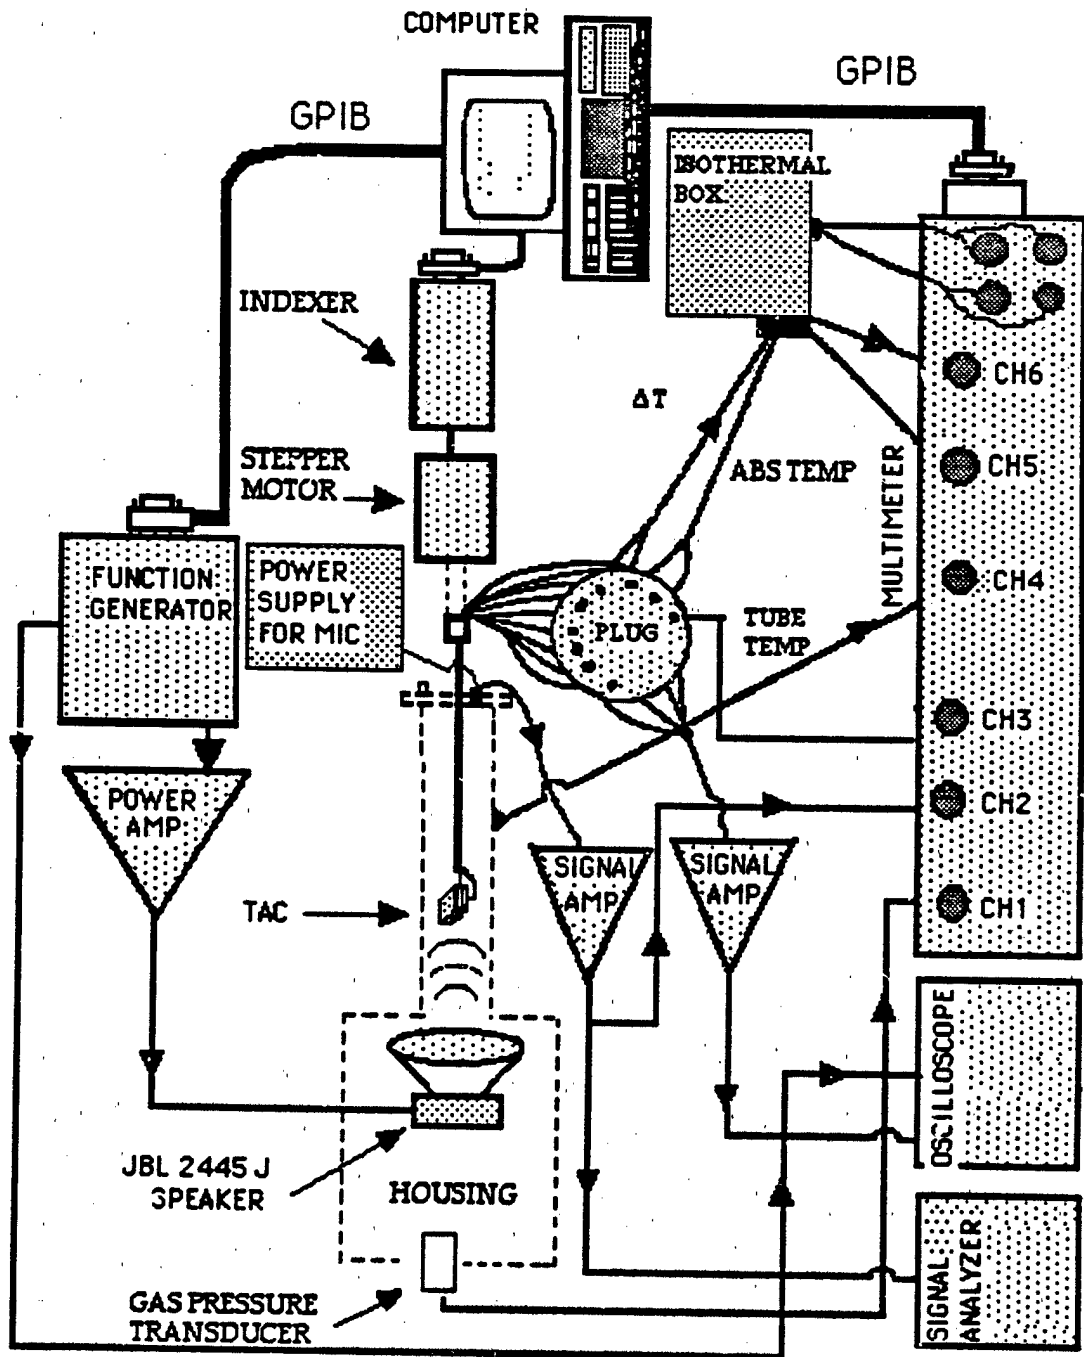 COMPUTER
GPIB
GPIB
ISOTHERMAL
BOX
INDEXER
CH6
ΔT
STEPPER
MOTOR
ABS TEMP
CH5
MULTIMETER
FUNCTION
GENERATOR
POWER
SUPPLY
FOR MIC
PLUG
TUBE
TEMP
CH4
CH3
POWER
AMP
CH2
TAC
SIGNAL
AMP
SIGNAL
AMP
CH1
OSCILLOSCOPE
JBL 2445 J
SPEAKER
HOUSING
SIGNAL
ANALYZER
GAS PRESSURE
TRANSDUCER